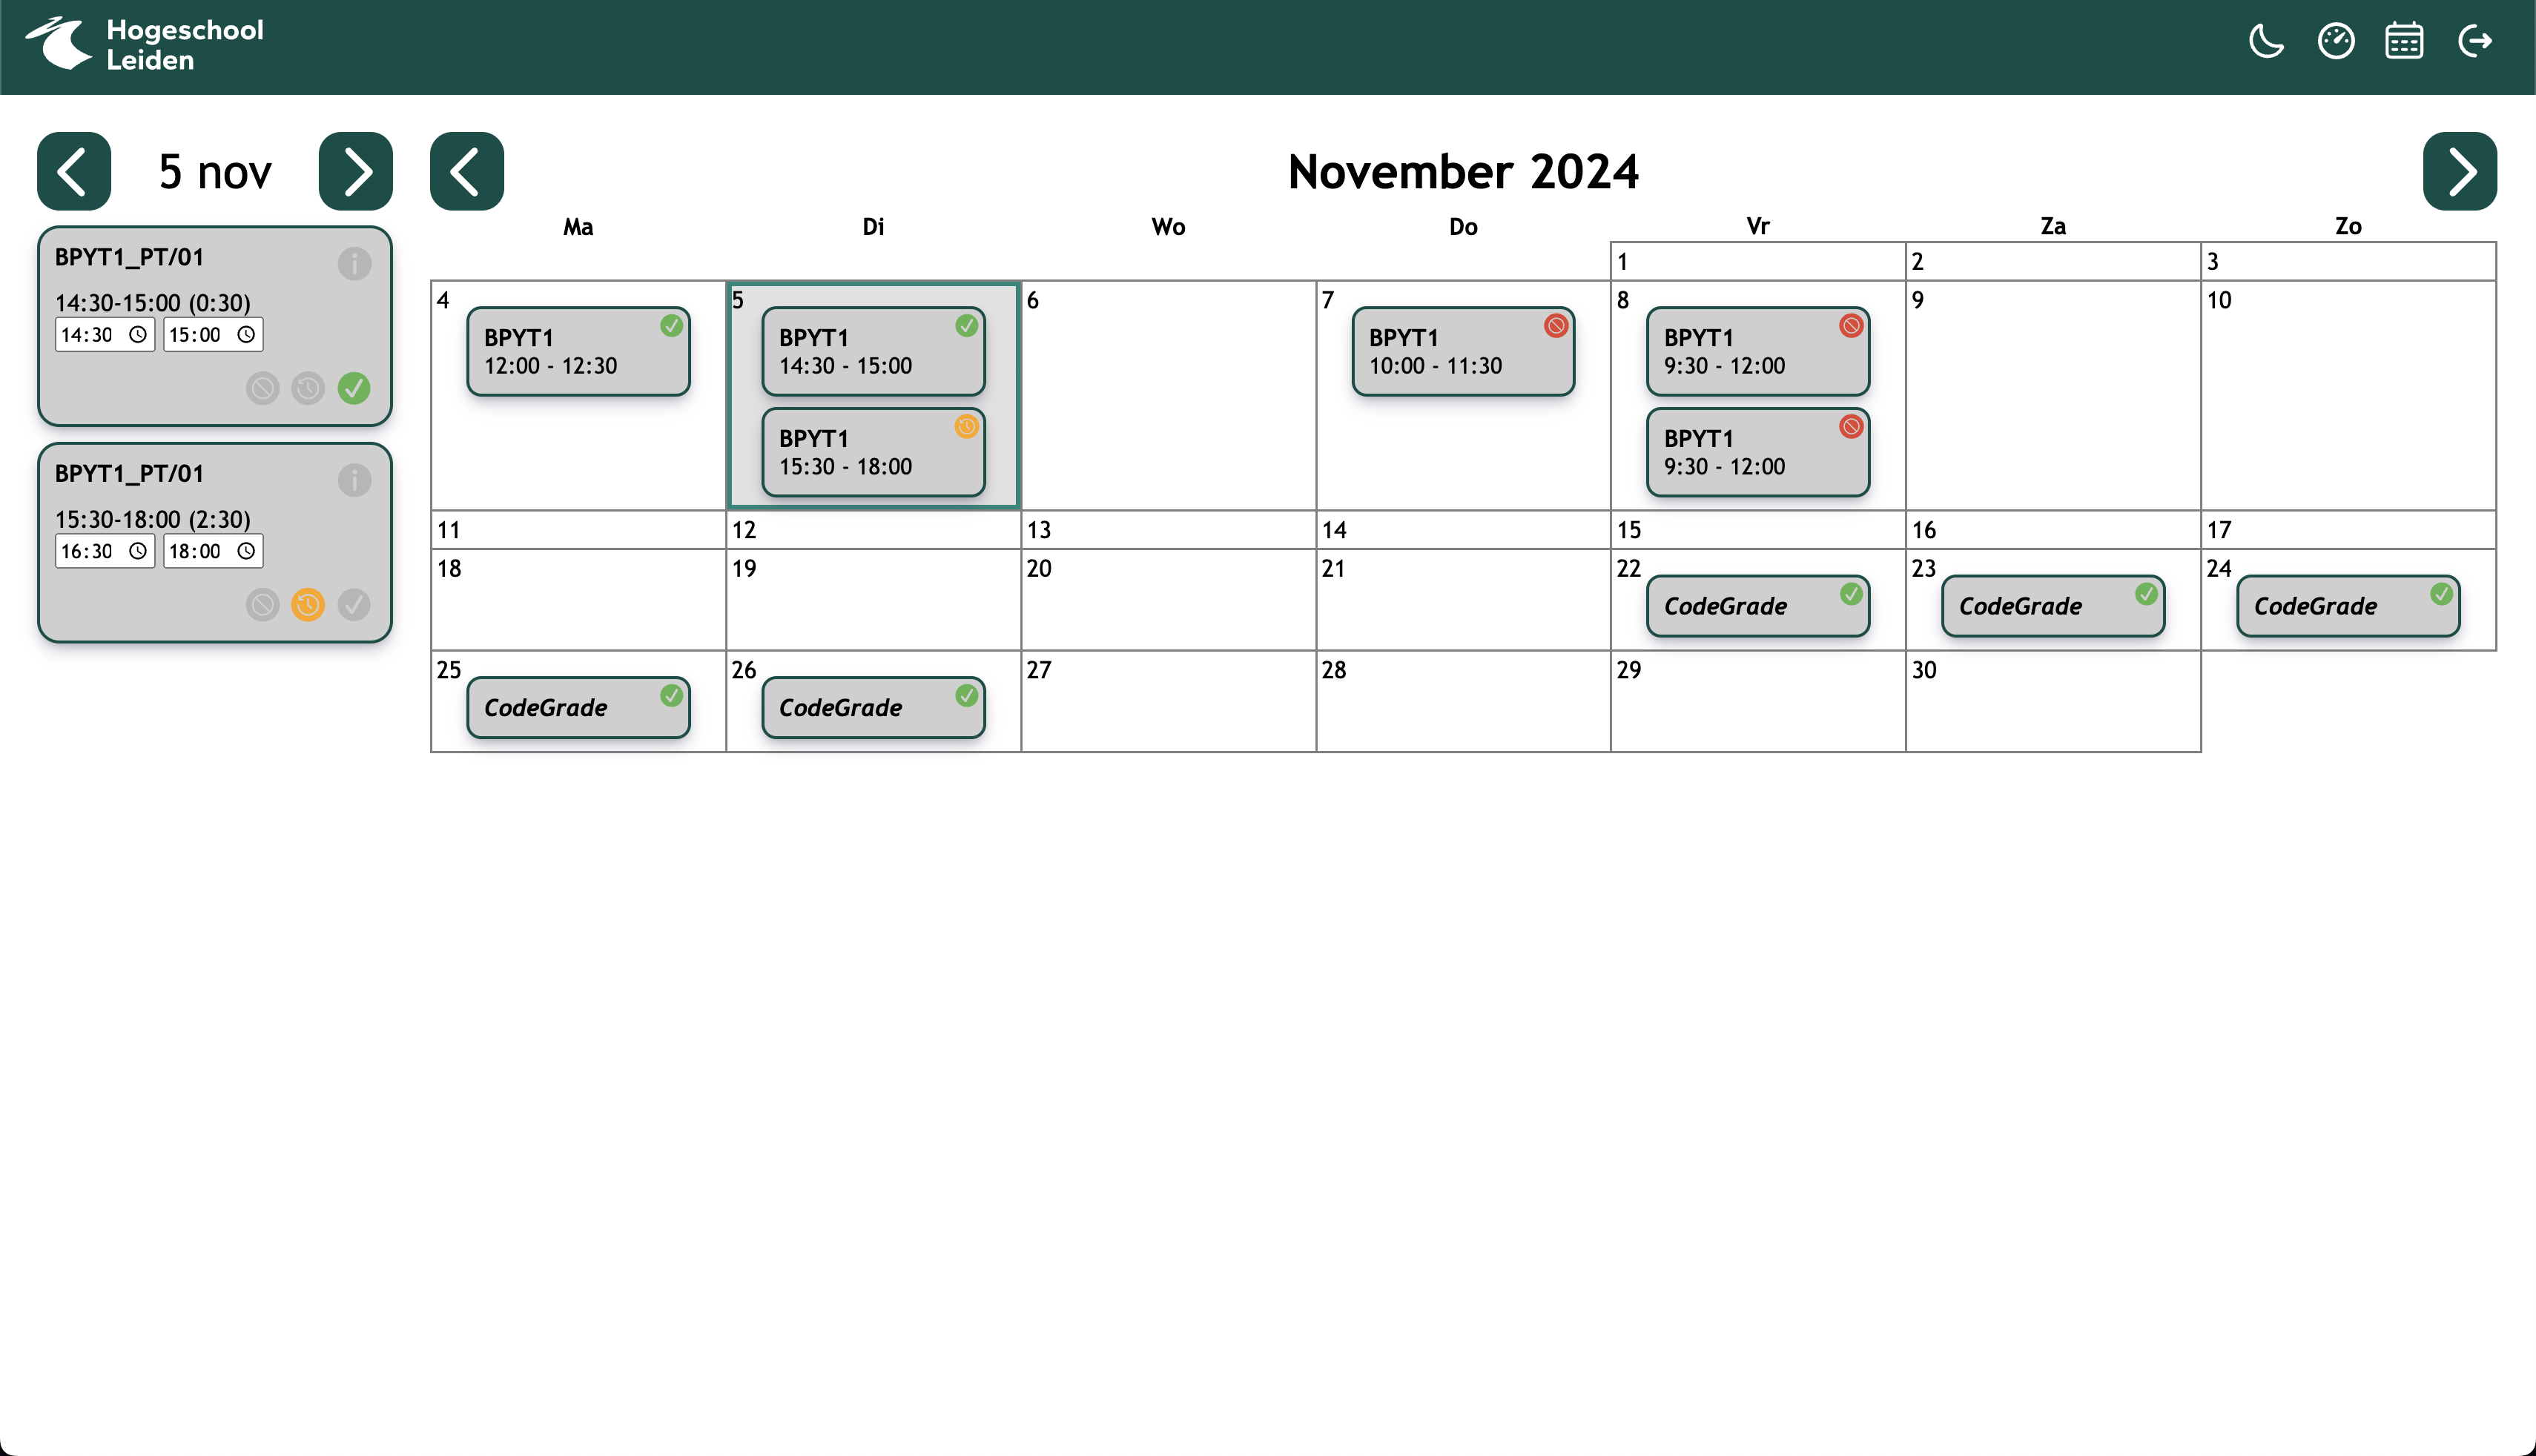 Hogeschool
Leiden
5 nov
BPYT1_PT/01
14:30-15:00 (0:30)
14:30 15:00
BPYT1_PT/01
15:30-18:00 (2:30)
16:30 18:00
November 2024
Ma Di Wo Do Vr Za Zo
1 2 3
4 5 6 7 8 9 10
BPYT1
12:00 - 12:30
BPYT1
14:30 - 15:00
BPYT1
15:30 - 18:00
BPYT1
10:00 - 11:30
BPYT1
9:30 - 12:00
BPYT1
9:30 - 12:00
11 12 13 14 15 16 17
18 19 20 21 22 23 24
CodeGrade CodeGrade CodeGrade
25 26 27 28 29 30
CodeGrade CodeGrade